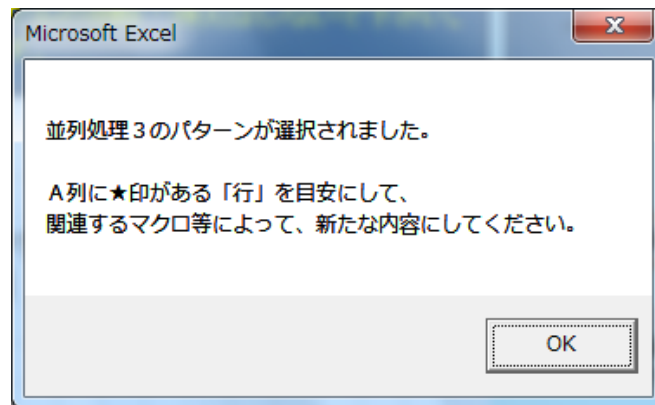 Microsoft Excel
並列処理３のパターンが選択されました。
Ａ列に★印がある「行」を目安にして、
関連するマクロ等によって、新たな内容にしてください。
OK